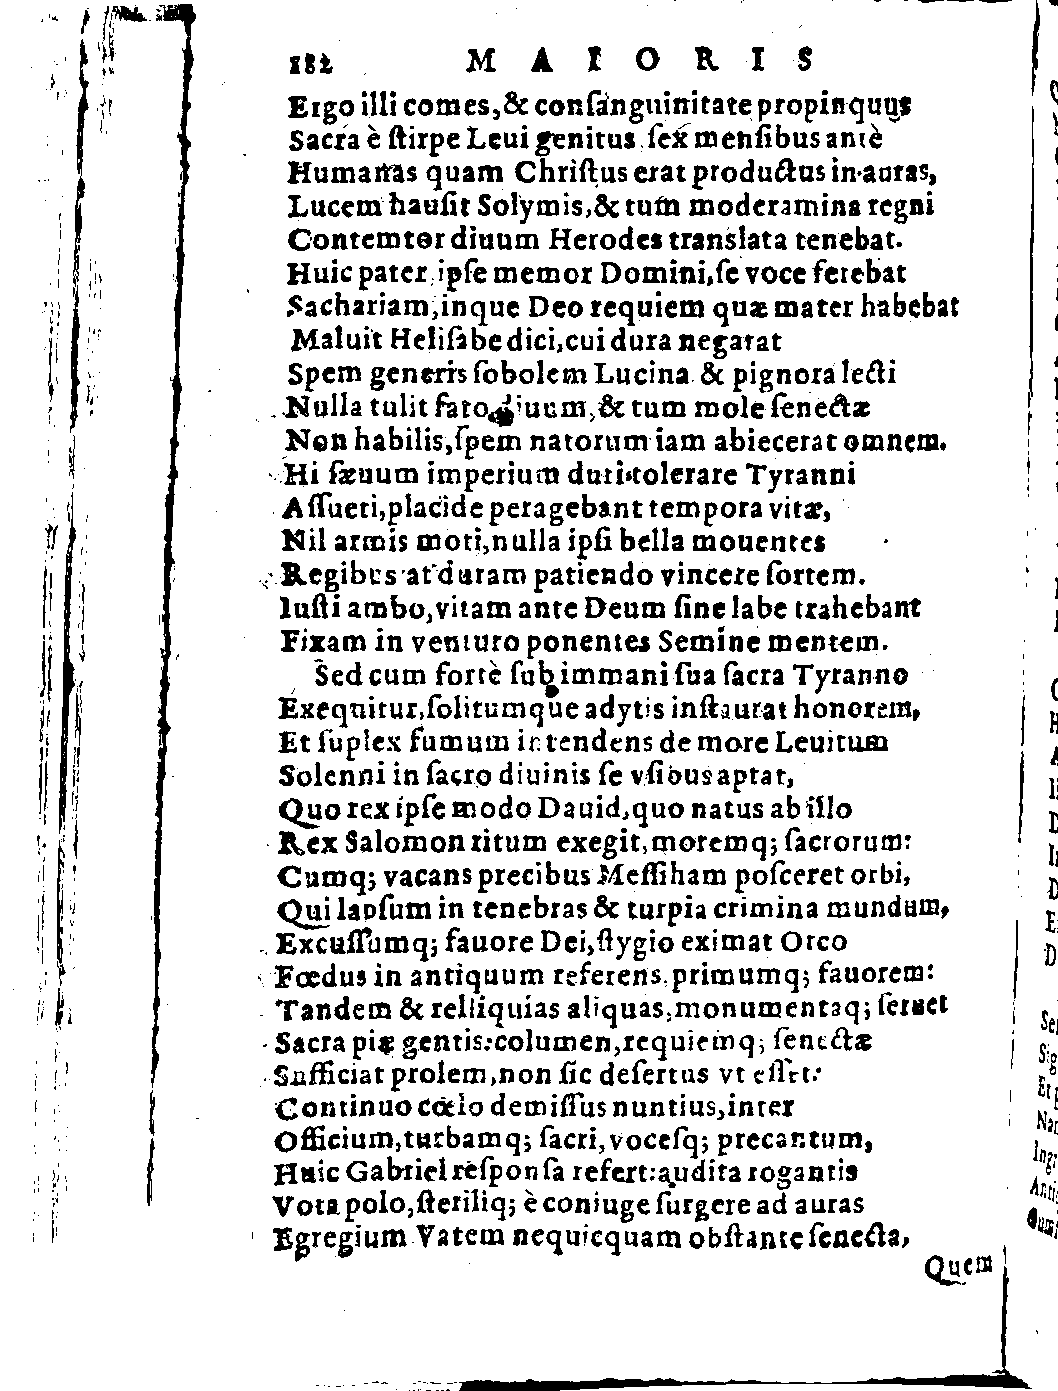 182 MAIORIS
Ergo illi comes, & conſanguinitate propinquus
Sacra è ſtirpe Leui genitus, ſex menſibus antè
Humanas quam Chriſtus erat productus in auras,
Lucem hauſit Solymis, & tum moderamina regni
Contemtor diuum Herodes translata tenebat.
Huic pater ipſe memor Domini, ſe voce ferebat
Sachariam, inque Deo requiem quæ mater habebat
Maluit Heliſabe dici, cui dura negarat
Spem generis ſobolem Lucina & pignora lecti
Nulla tulit fato diuum, & tum mole ſenectæ
Non habilis, ſpem natorum iam abiecerat omnem.
Hi ſæuum imperium duri tolerare Tyranni
Aſſueti, placide peragebant tempora vitæ,
Nil armis moti, nulla ipſi bella mouentes
Regibus at duram patiendo vincere ſortem.
Iuſti ambo, vitam ante Deum ſine labe trahebant
Fixam in venturo ponentes Semine mentem.
Sed cum fortè ſub immani ſua ſacra Tyranno
Exequitur, ſolitumque adytis inſtaurat honorem,
Et ſuplex fumum intendens de more Leuitum
Solenni in ſacro diuinis ſe vſibus aptat,
Quo rex ipſe modo Dauid, quo natus ab illo
Rex Salomon ritum exegit, moremq; ſacrorum:
Cumq; vacans precibus Meſſiham poſceret orbi,
Qui lapſum in tenebras & turpia crimina mundum,
Excuſſumq; fauore Dei, ſtygio eximat Orco
Fœdus in antiquum referens, primumq; fauorem:
Tandem & relliquias aliquas, monumentaq; ſeruet
Sacra piæ gentis: columen, requiemq; ſenectæ
Sufficiat prolem, non ſic deſertus vt eſſet.
Continuo cœlo demiſſus nuntius, inter
Officium, turbamq; ſacri, voceſq; precantum,
Huic Gabriel reſponſa refert: audita rogantis
Vota polo, ſteriliq; è coniuge ſurgere ad auras
Egregium Vatem nequicquam obſtante ſenecta,
Quem